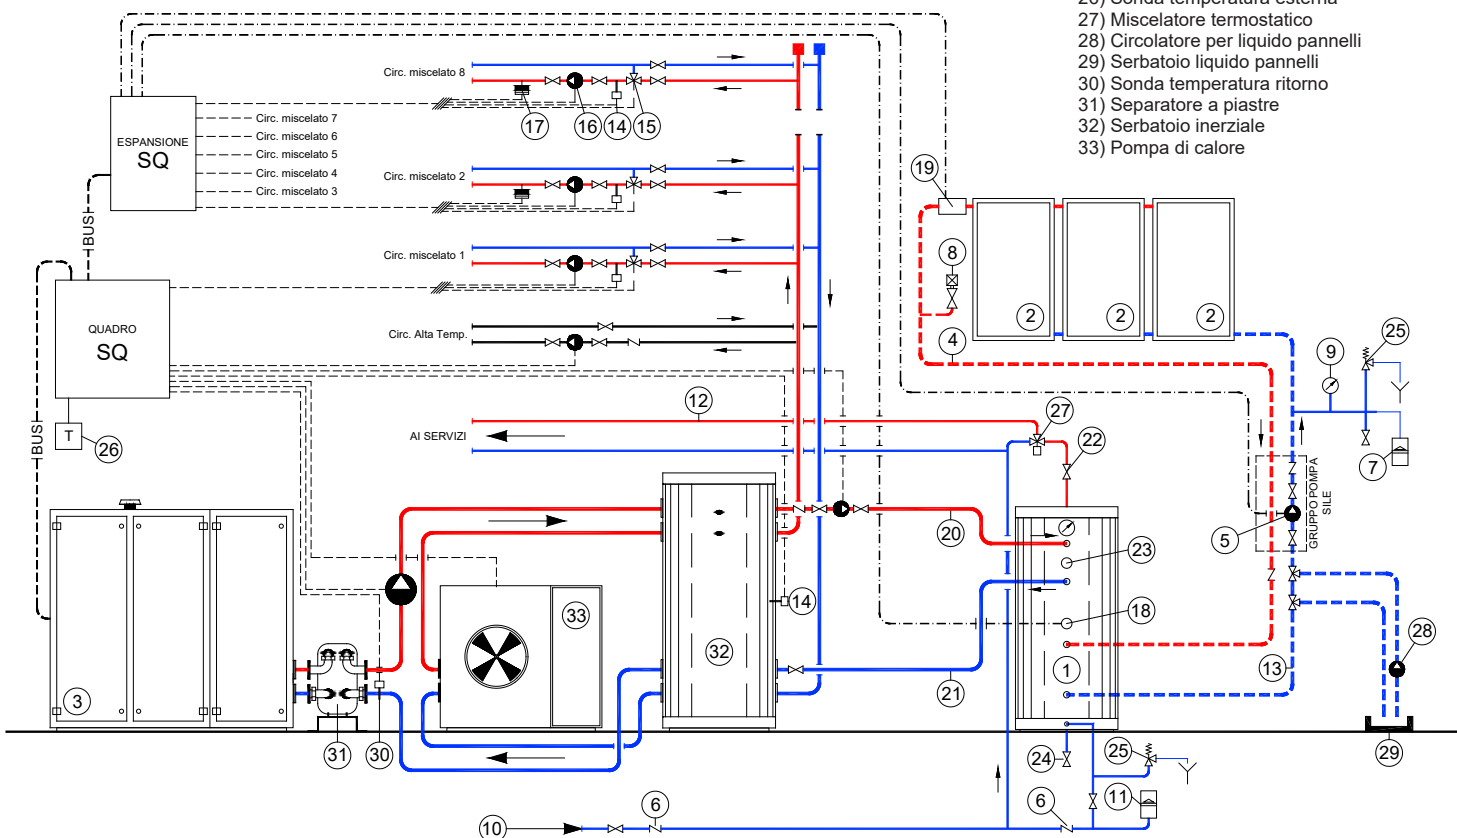 26) Sonda temperatura esterna
27) Miscelatore termostatico
28) Circolatore per liquido pannelli
29) Serbatoio liquido pannelli
30) Sonda temperatura ritorno
31) Separatore a piastre
32) Serbatoio inerziale
33) Pompa di calore
Circ. miscelato 8
17
16
14
15
ESPANSIONE
SQ
Circ. miscelato 7
Circ. miscelato 6
Circ. miscelato 5
Circ. miscelato 4
Circ. miscelato 3
Circ. miscelato 2
BUS
Circ. miscelato 1
QUADRO
SQ
Circ. Alta Temp.
T
26
BUS
12
AI SERVIZI
27
22
19
8
2
2
2
4
9
25
7
GRUPPO POMPA
SILE
5
20
23
18
14
33
32
1
21
13
28
3
31
30
24
25
29
10
6
6
11